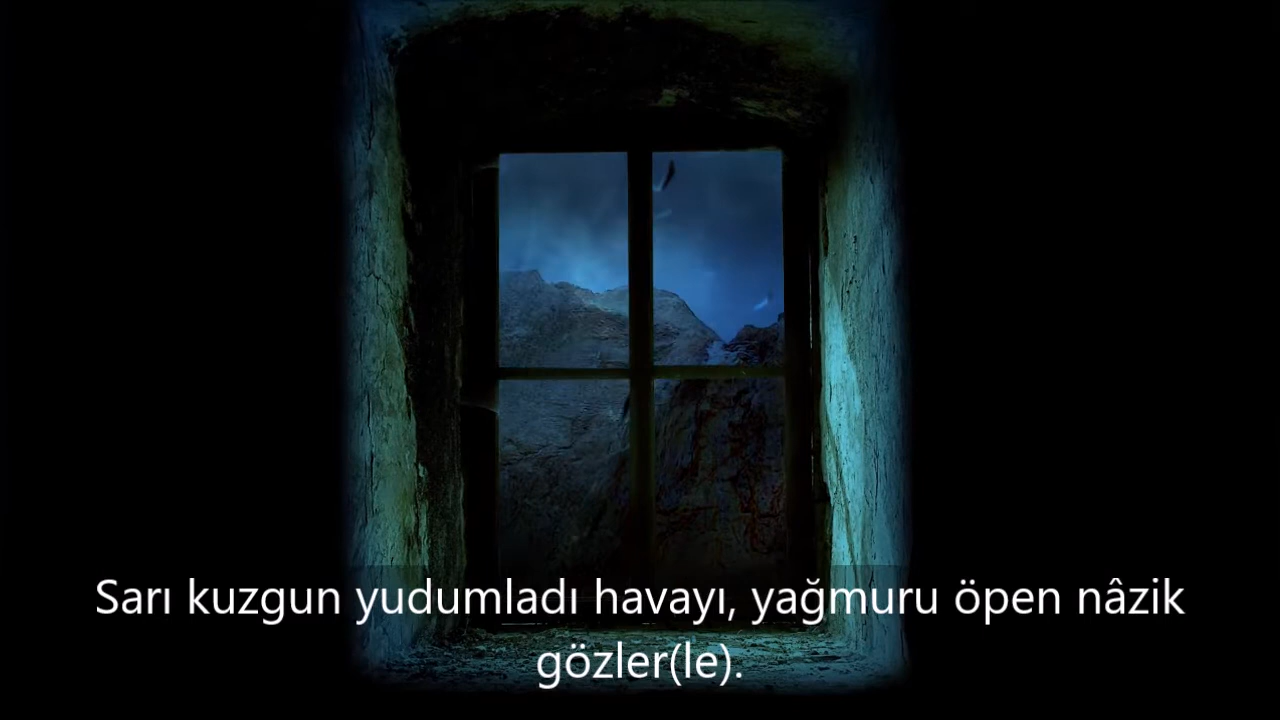 Sarı kuzgun yudumladı havayı, yağmuru öpen nâzik
gözler(le).